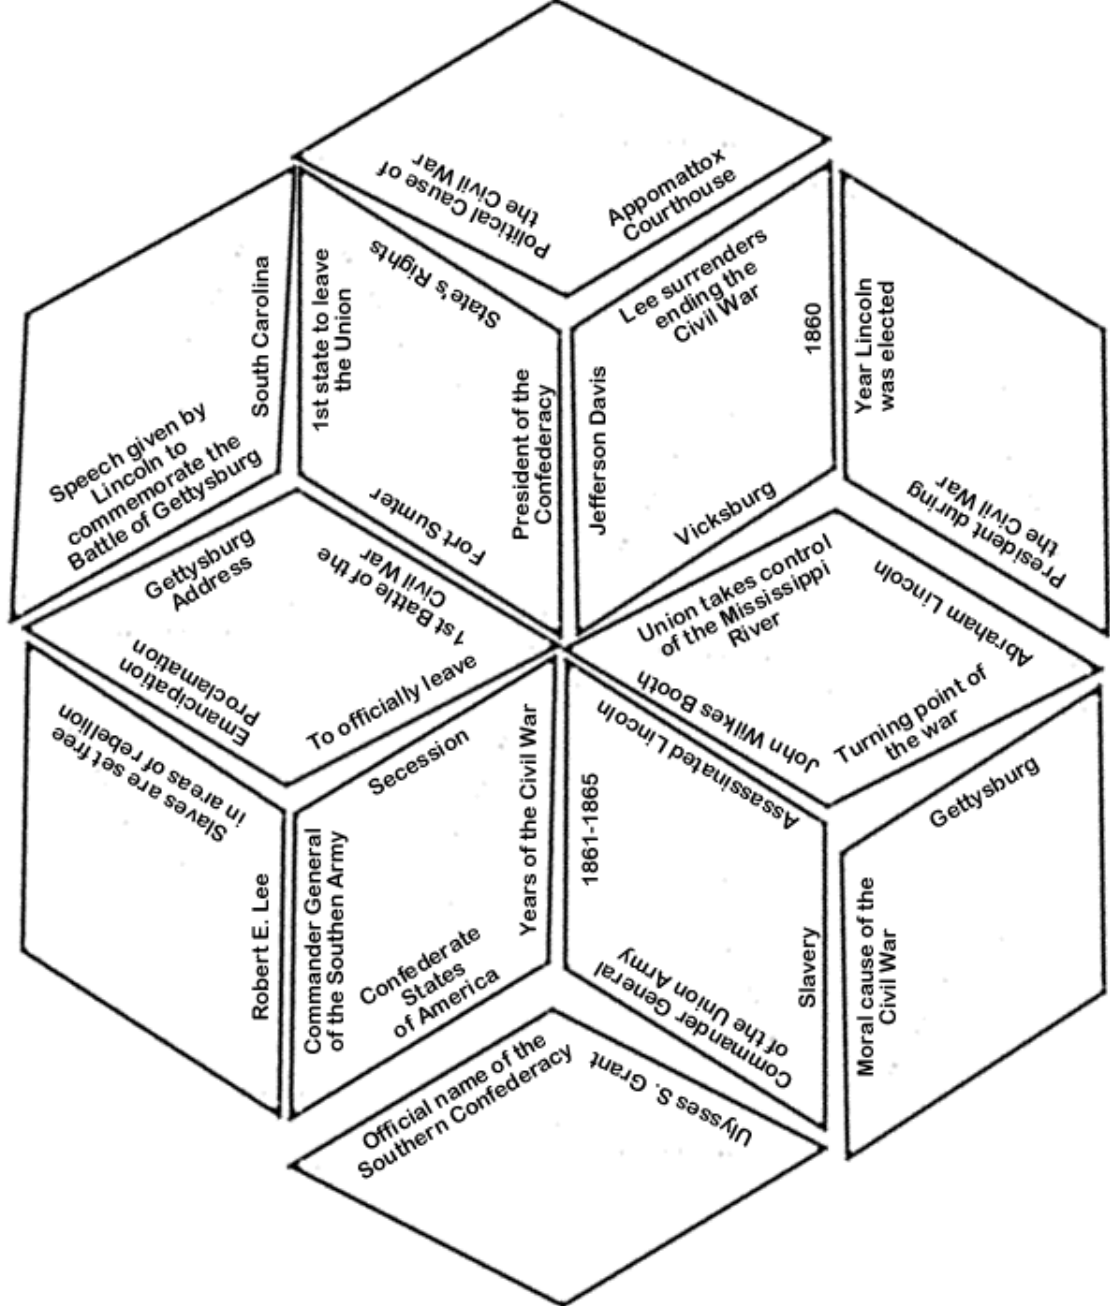 Political Cause of
the Civil War
Appomattox
Courthouse
South Carolina
Speech given by
Lincoln to
commemorate the
Battle of Gettysburg
1st state to leave
the Union
State's Rights
President of the
Confederacy
Fort Sumter
Lee surrenders
ending the
Civil War
Jefferson Davis
1860
Vicksburg
Year Lincoln
was elected
President during
the Civil War
Gettysburg
Address
1st Battle of the
Civil War
Emancipation
Proclamation
To officially leave
Union takes control
of the Mississippi
River
Abraham Lincoln
John Wilkes Booth
Turning point of
the war
Slaves are set free
in areas of rebellion
Robert E. Lee
Secession
Commander General
of the Southen Army
Years of the Civil War
Confederate
States
of America
Assassinated Lincoln
1861-1865
Slavery
Commander General
of the Union Army
Gettysburg
Moral cause of the
Civil War
Official name of the
Southern Confederacy
Ulysses S. Grant